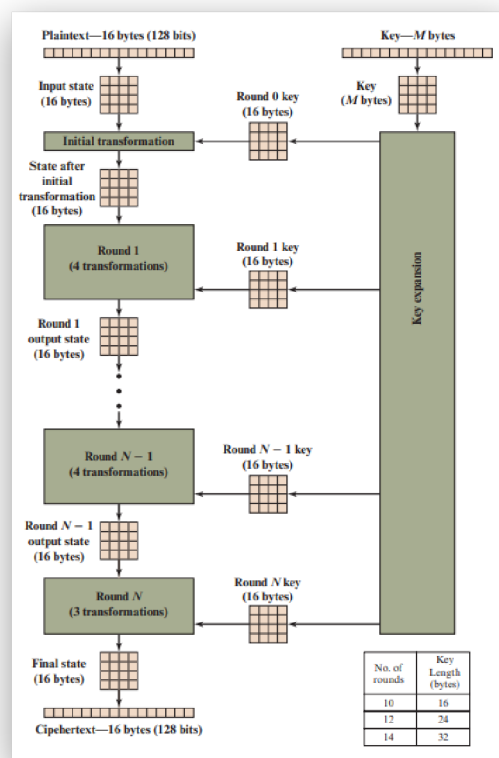 Plaintext—16 bytes (128 bits)
Key—M bytes
Input state
(16 bytes)
Key
(M bytes)
Round 0 key
(16 bytes)
Initial transformation
State after
initial
transformation
(16 bytes)
Round 1
(4 transformations)
Round 1 key
(16 bytes)
Key expansion
Round 1
output state
(16 bytes)
Round N − 1
(4 transformations)
Round N − 1 key
(16 bytes)
Round N − 1
output state
(16 bytes)
Round N
(3 transformations)
Round N key
(16 bytes)
Final state
(16 bytes)
No. of
rounds
Key
Length
(bytes)
10 16
12 24
14 32
Cipehertext—16 bytes (128 bits)